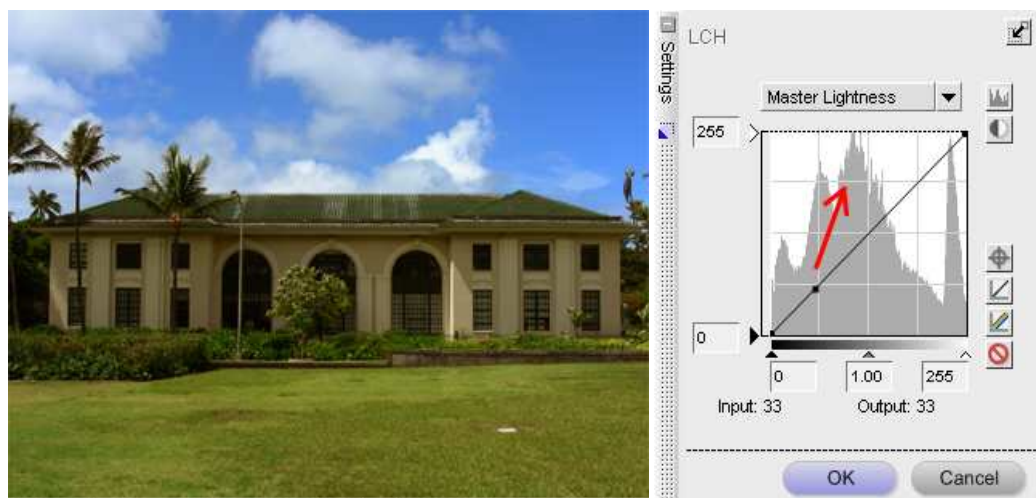 Settings
LCH
Master Lightness
255
0
0 1.00 255
Input: 33 Output: 33
OK Cancel